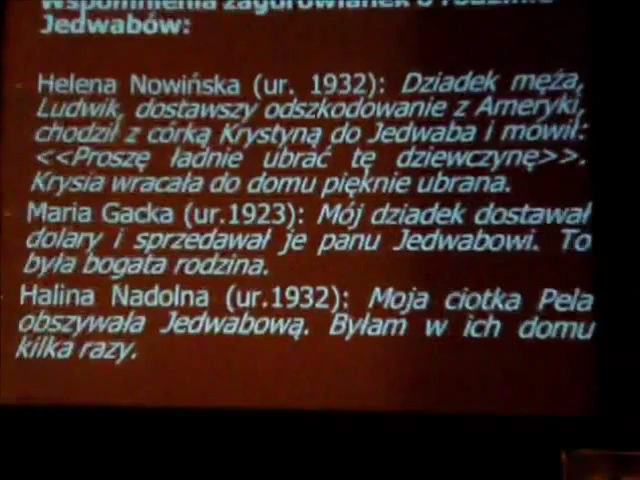 Wspomnienia zagórowianek o rodzinie
Jedwabów:
Helena Nowińska (ur. 1932): Dziadek męża,
Ludwik, dostawszy odszkodowanie z Ameryki,
chodził z córką Krystyną do Jedwaba i mówił:
<<Proszę ładnie ubrać tę dziewczynę>>.
Krysia wracała do domu pięknie ubrana.
Maria Gacka (ur.1923): Mój dziadek dostawał
dolary i sprzedawał je panu Jedwabowi. To
była bogata rodzina.
Halina Nadolna (ur.1932): Moja ciotka Pela
obszywała Jedwabową. Byłam w ich domu
kilka razy.